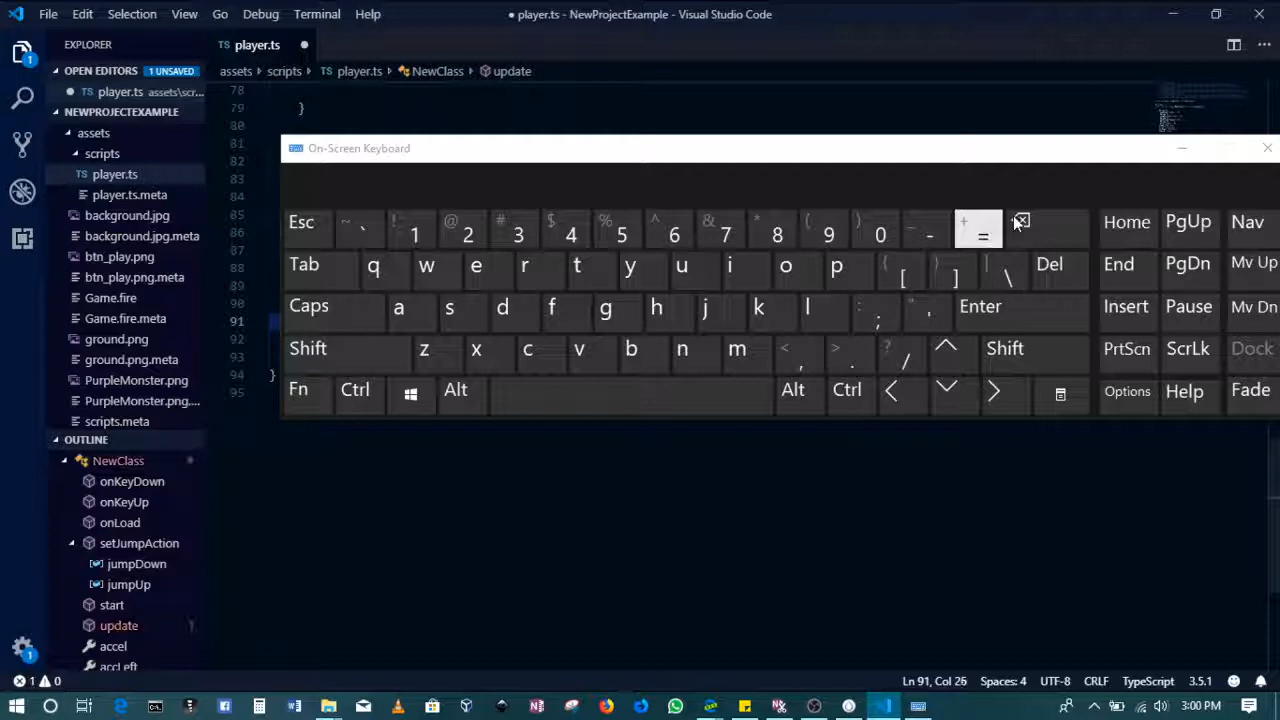 File Edit Selection View Go Debug Terminal Help ● player.ts - NewProjectExample - Visual Studio Code
EXPLORER
TS player.ts ●
OPEN EDITORS 1 UNSAVED
assets > scripts > TS player.ts > NewClass > update
● TS player.ts assets\scr...
NEWPROJECTEXAMPLE
assets
scripts
TS player.ts
player.ts.meta
background.jpg
background.jpg.meta
btn_play.png
btn_play.png.meta
Game.fire
Game.fire.meta
ground.png
ground.png.meta
PurpleMonster.png
PurpleMonster.png....
scripts.meta
OUTLINE
NewClass
onKeyDown
onKeyUp
onLoad
setJumpAction
jumpDown
jumpUp
start
update 1
accel
accLeft
78
79 }
80
81
82
83
84
85
86
87
88
89
90
91
92
93
94 }
95
On-Screen Keyboard
Esc ~ ` ! 1 @ 2 # 3 $ 4 % 5 ^ 6 & 7 * 8 ( 9 ) 0 _ - + = Home PgUp Nav
Tab q w e r t y u i o p { [ } ] | \ Del End PgDn Mv Up
Caps a s d f g h j k l : ; " ' Enter Insert Pause Mv Dn
Shift z x c v b n m < , > . ? / Shift PrtScn ScrLk Dock
Fn Ctrl Alt Alt Ctrl Options Help Fade
1 0 Ln 91, Col 26 Spaces: 4 UTF-8 CRLF TypeScript 3.5.1
3:00 PM